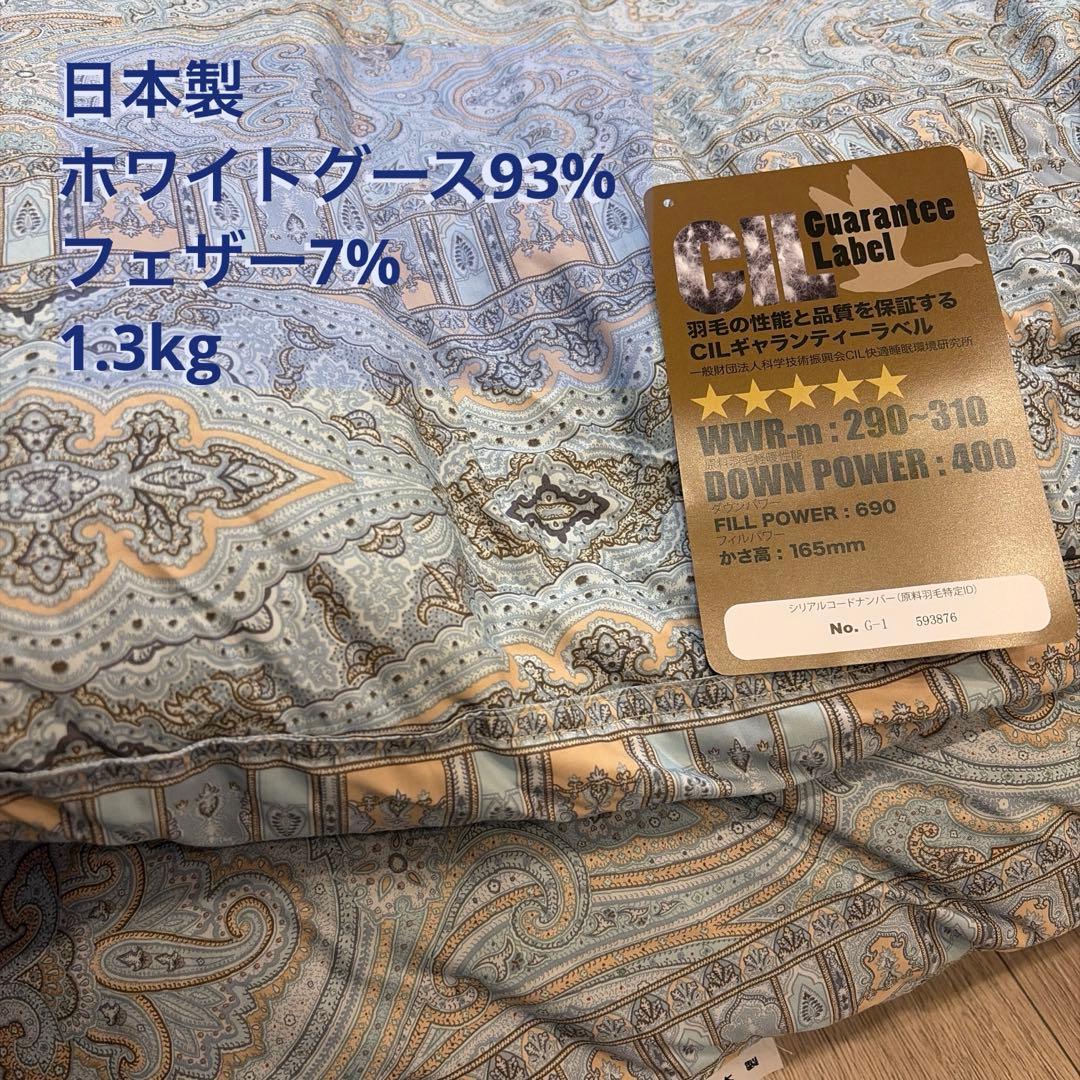 日本製
ホワイトグース93%
フェザー7%
1.3kg
CIL Guarantee Label
羽毛の性能と品質を保証する
CILギャランティーラベル
一般財団法人科学技術振興会CIL快適睡眠環境研究所
WWR-m : 290~310
DOWN POWER : 400
ダウンパワー
FILL POWER : 690
フィルパワー
かさ高 : 165mm
シリアルコードナンバー(原料羽毛特定ID)
No. G-1 593876
製